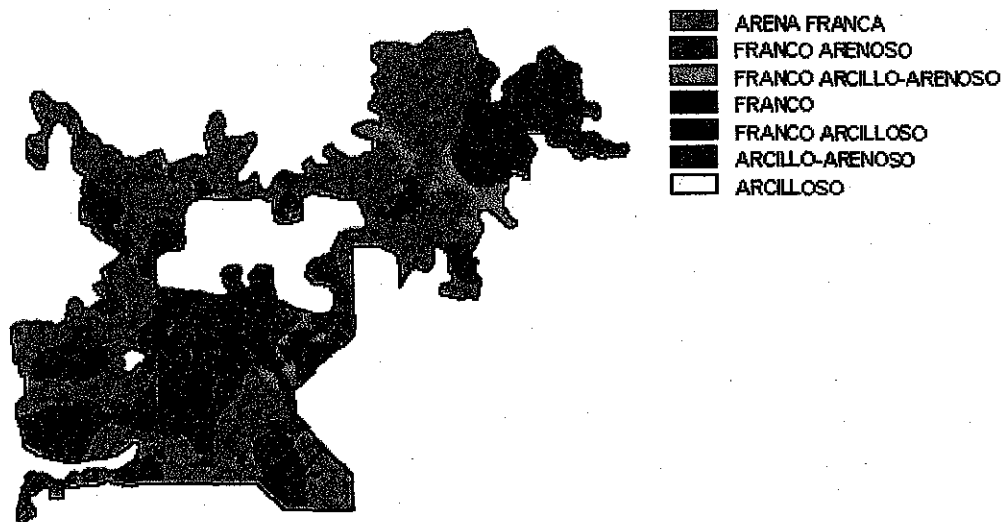 ARENA FRANCA
FRANCO ARENOSO
FRANCO ARCILLO-ARENOSO
FRANCO
FRANCO ARCILLOSO
ARCILLO-ARENOSO
ARCILLOSO